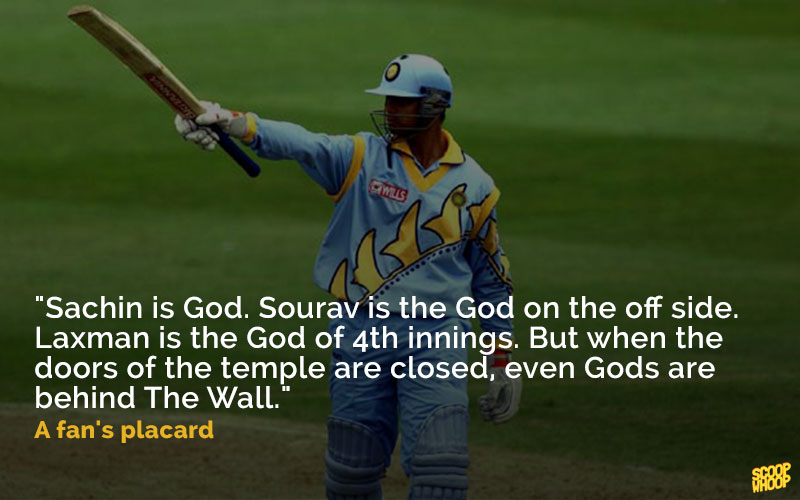 WILLS
"Sachin is God. Sourav is the God on the off side.
Laxman is the God of 4th innings. But when the
doors of the temple are closed, even Gods are
behind The Wall."
A fan's placard
SCOOP
WHOOP